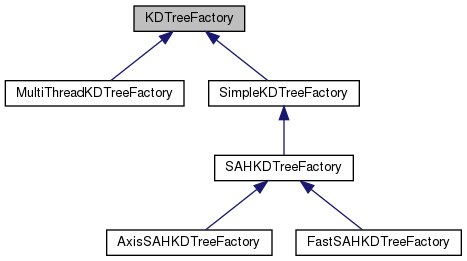 KDTreeFactory
MultiThreadKDTreeFactory
SimpleKDTreeFactory
SAHKDTreeFactory
AxisSAHKDTreeFactory
FastSAHKDTreeFactory